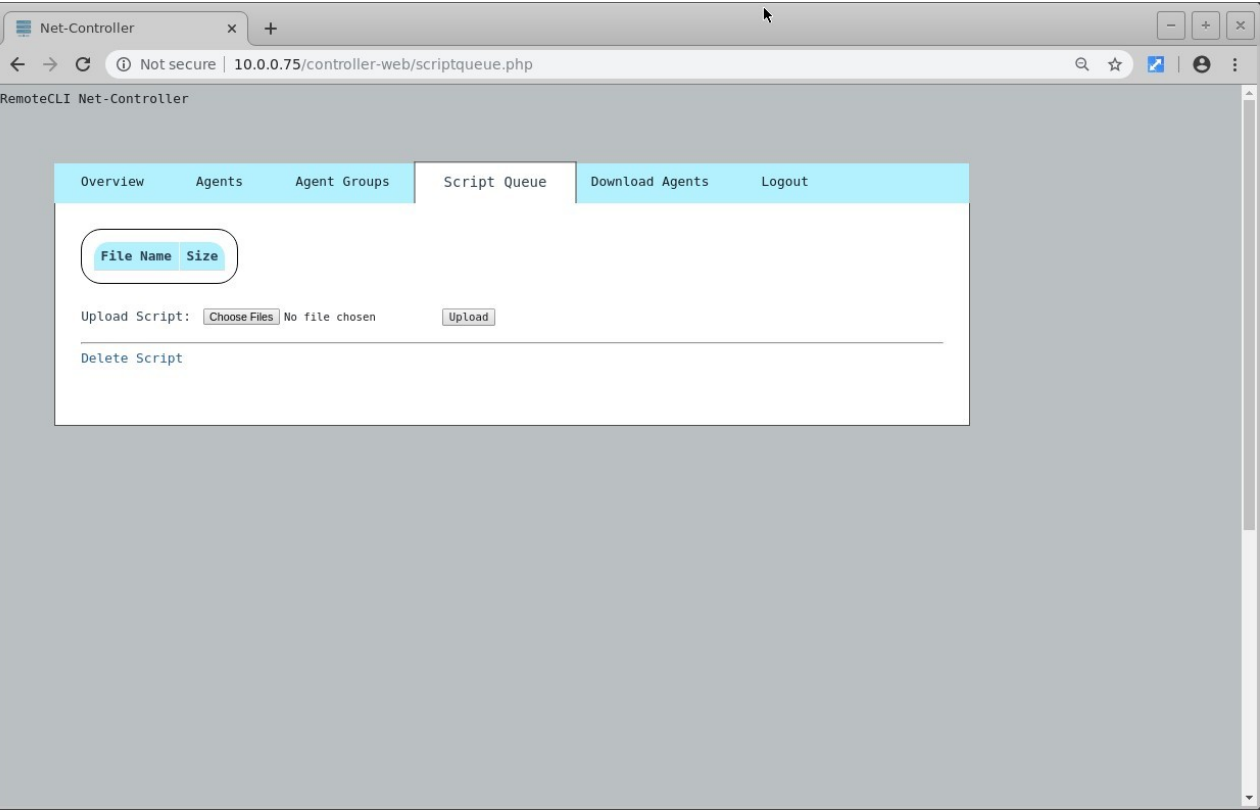 Net-Controller
Not secure 10.0.0.75/controller-web/scriptqueue.php
RemoteCLI Net-Controller
Overview Agents Agent Groups Script Queue Download Agents Logout
File Name Size
Upload Script: Choose Files No file chosen Upload
Delete Script